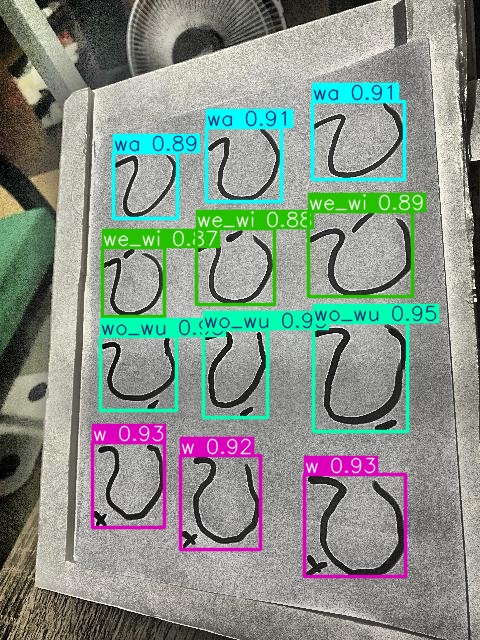 wa 0.89 wa 0.91 wa 0.91
ᜏ ᜏ ᜏ
we_wi 0.87 we_wi 0.88 we_wi 0.89
ᜏᜒ ᜏᜒ ᜏᜒ
wo_wu wo_wu wo_wu 0.95
ᜏᜓ ᜏᜓ ᜏᜓ
w 0.93 w 0.92 w 0.93
ᜏ᜔ ᜏ᜔ ᜏ᜔